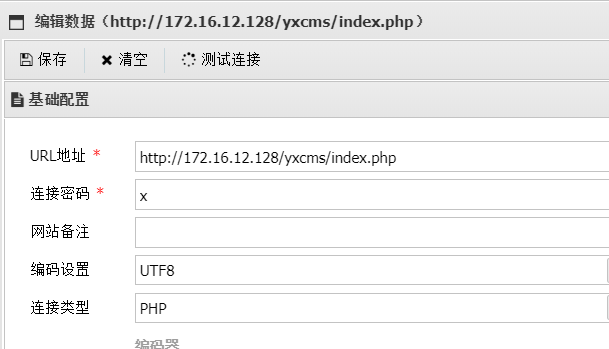 编辑数据（http://172.16.12.128/yxcms/index.php）
保存 清空 测试连接
基础配置
URL地址 * http://172.16.12.128/yxcms/index.php
连接密码 * x
网站备注
编码设置 UTF8
连接类型 PHP
编码器